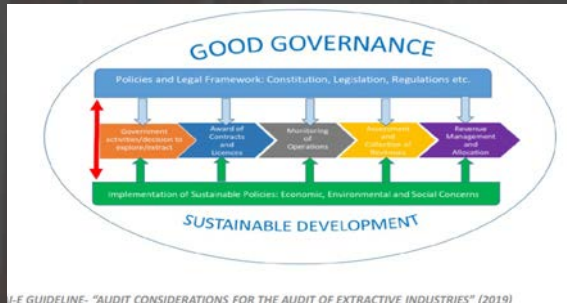 GOOD GOVERNANCE
Policies and Legal Framework: Constitution, Legislation, Regulations etc.
Government
activities/decision to
explore/extract
Award of
Contracts
and
Licences
Monitoring
of
Operations
Assessment
and
Collection of
Revenues
Revenue
Management
and
Allocation
Implementation of Sustainable Policies: Economic, Environmental and Social Concerns
SUSTAINABLE DEVELOPMENT
GUIDELINE- "AUDIT CONSIDERATIONS FOR THE AUDIT OF EXTRACTIVE INDUSTRIES" (2019)